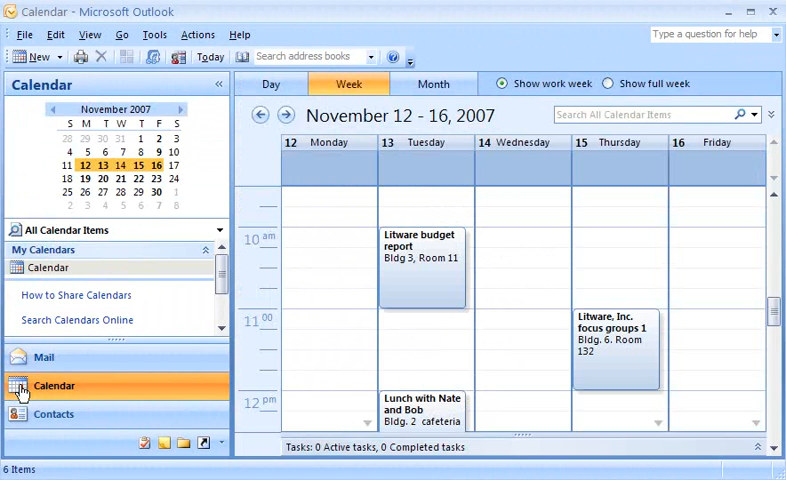 Calendar - Microsoft Outlook
File Edit View Go Tools Actions Help
Type a question for help
New Today Search address books
Calendar «
November 2007
S M T W T F S
28 29 30 31 1 2 3
4 5 6 7 8 9 10
11 12 13 14 15 16 17
18 19 20 21 22 23 24
25 26 27 28 29 30 1
2 3 4 5 6 7 8
All Calendar Items
My Calendars
Calendar
How to Share Calendars
Search Calendars Online
Mail
Calendar
Contacts
Day Week Month Show work week Show full week
November 12 - 16, 2007
Search All Calendar Items
12 Monday 13 Tuesday 14 Wednesday 15 Thursday 16 Friday
10 am
11 00
12 pm
Litware budget
report
Bldg 3, Room 11
Litware, Inc.
focus groups 1
Bldg. 6. Room
132
Lunch with Nate
and Bob
Bldg. 2 cafeteria
Tasks: 0 Active tasks, 0 Completed tasks
6 Items